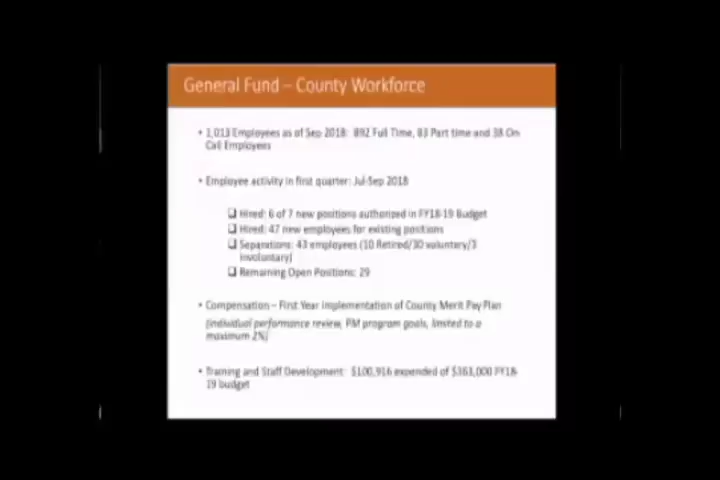 General Fund – County Workforce
• 1,013 Employees as of Sep 2018: 892 Full Time, 83 Part time and 38 On
Call Employees
• Employee activity in first quarter: Jul-Sep 2018
❑ Hired: 6 of 7 new positions authorized in FY18-19 Budget
❑ Hired: 47 new employees for existing positions
❑ Separations: 43 employees (10 Retired/30 voluntary/3
involuntary)
❑ Remaining Open Positions: 29
• Compensation – First Year Implementation of County Merit Pay Plan
(individual performance review, PM program goals, limited to a
maximum 2%)
• Training and Staff Development: $100,916 expended of $363,000 FY18-
19 budget